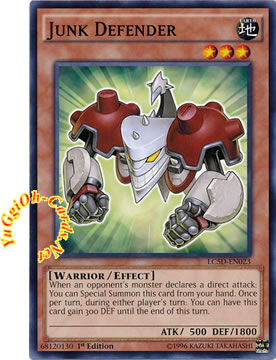 JUNK DEFENDER
EARTH
地
YuGgiOh-Cards.Net
LC5D-EN023
[WARRIOR / EFFECT]
When an opponent's monster declares a direct attack.
You can Special Summon this card from your hand. Once
per turn, during either player's turn: You can have this
card gain 300 DEF until the end of this turn.
ATK/ 500 DEF/1800
68120130 1st Edition ©1996 KAZUKI TAKAHASHI